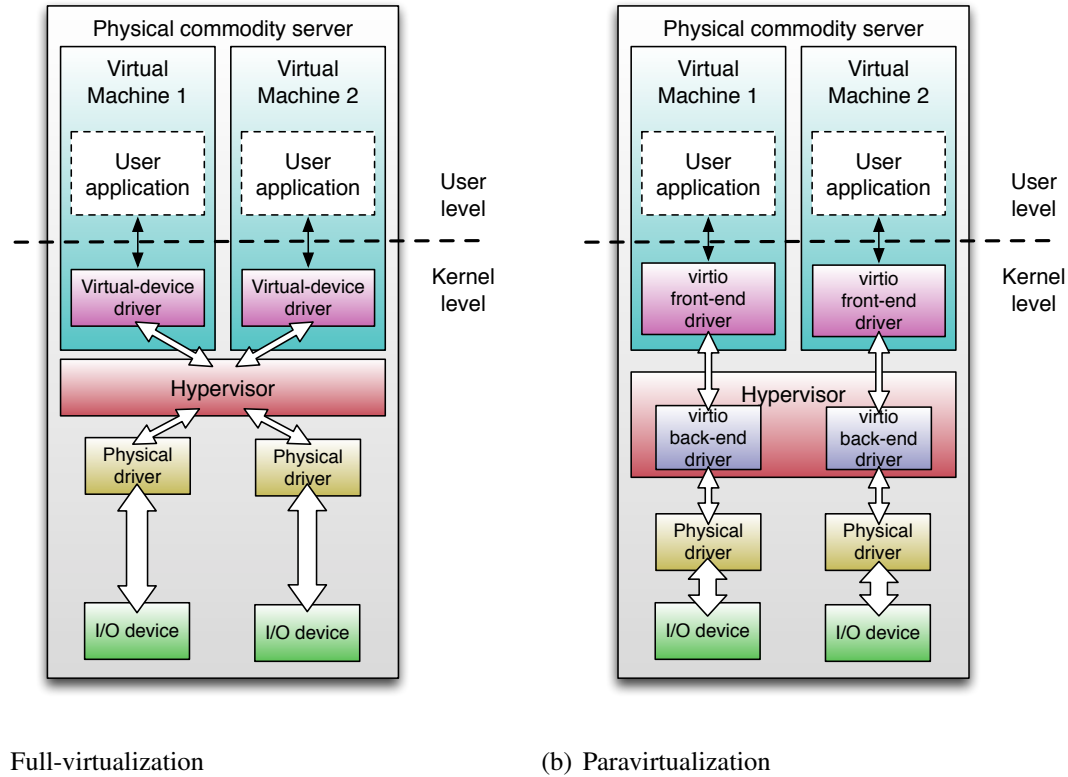 Physical commodity server
Virtual
Machine 1
Virtual
Machine 2
User
application
User
application
User
level
Kernel
level
Virtual-device
driver
Virtual-device
driver
Hypervisor
Physical
driver
Physical
driver
I/O device
I/O device
Full-virtualization
Physical commodity server
Virtual
Machine 1
Virtual
Machine 2
User
application
User
application
User
level
Kernel
level
virtio
front-end
driver
virtio
front-end
driver
Hypervisor
virtio
back-end
driver
virtio
back-end
driver
Physical
driver
Physical
driver
I/O device
I/O device
(b) Paravirtualization